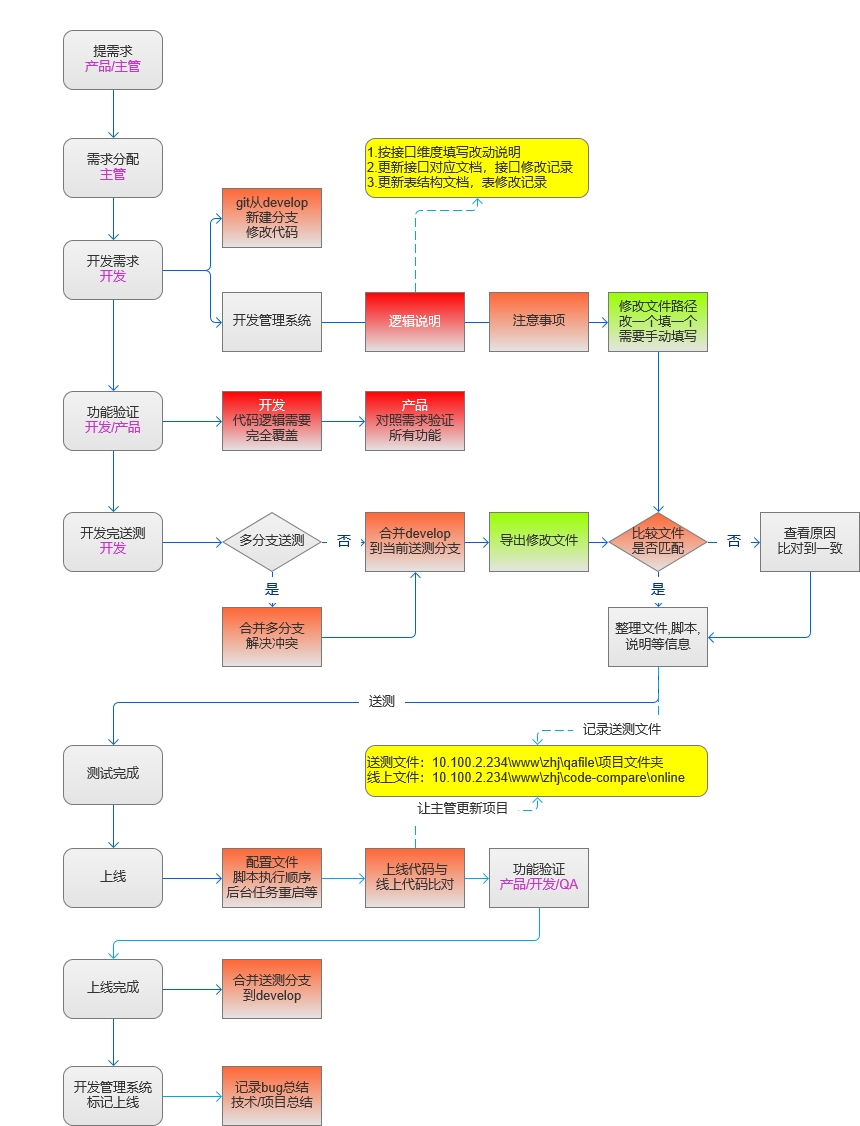 提需求
产品/主管
需求分配
主管
1.按接口维度填写改动说明
2.更新接口对应文档，接口修改记录
3.更新表结构文档，表修改记录
git从develop
新建分支
修改代码
开发需求
开发
开发管理系统
逻辑说明
注意事项
修改文件路径
改一个填一个
需要手动填写
功能验证
开发/产品
开发
代码逻辑需要
完全覆盖
产品
对照需求验证
所有功能
开发完送测
开发
多分支送测
否
合并develop
到当前送测分支
导出修改文件
比较文件
是否匹配
否
查看原因
比对到一致
是
是
合并多分支
解决冲突
整理文件,脚本,
说明等信息
送测
记录送测文件
测试完成
送测文件：10.100.2.234\www\zhj\qafile\项目文件夹
线上文件：10.100.2.234\www\zhj\code-compare\online
让主管更新项目
上线
配置文件
脚本执行顺序
后台任务重启等
上线代码与
线上代码比对
功能验证
产品/开发/QA
上线完成
合并送测分支
到develop
开发管理系统
标记上线
记录bug总结
技术/项目总结